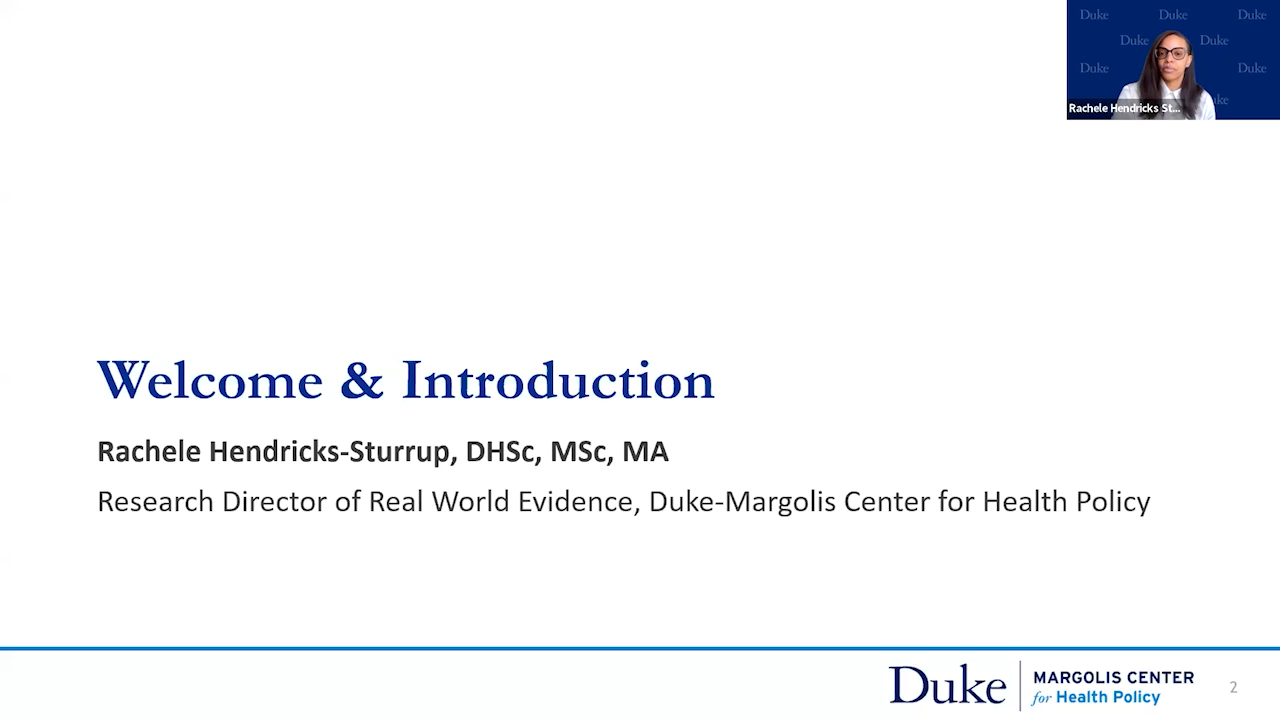 Duke Duke Duke
Duke Duke
Duke Duke
Rachele Hendricks St...
Welcome & Introduction
Rachele Hendricks-Sturrup, DHSc, MSc, MA
Research Director of Real World Evidence, Duke-Margolis Center for Health Policy
Duke
MARGOLIS CENTER
for Health Policy
2